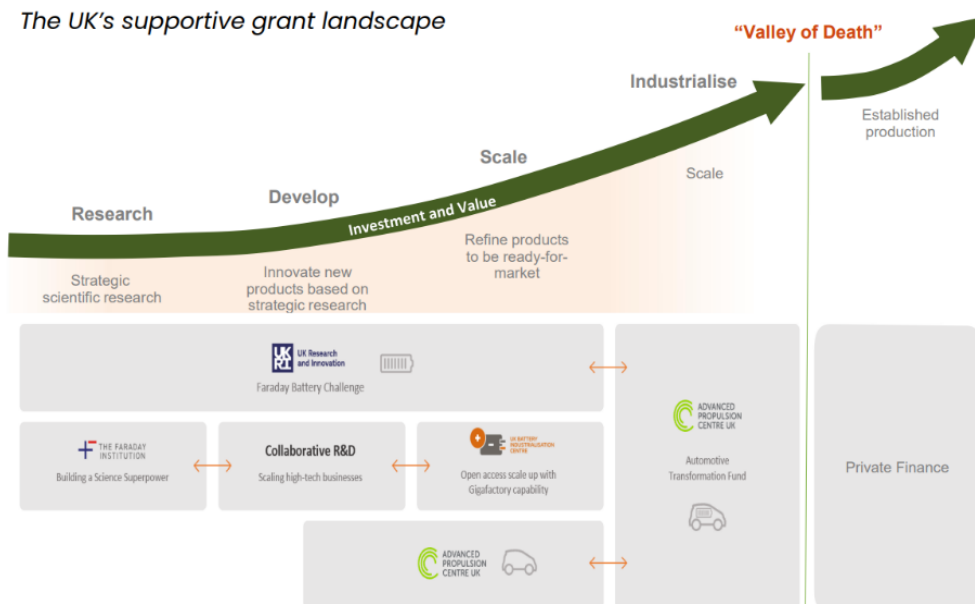 The UK's supportive grant landscape
"Valley of Death"
Industrialise
Established
production
Scale
Scale
Develop
Research
Investment and Value
Refine products
to be ready-for-
market
Innovate new
products based on
strategic research
Strategic
scientific research
UK
RI
UK Research
and Innovation
Faraday Battery Challenge
ADVANCED
PROPULSION
CENTRE UK
Automotive
Transformation Fund
Private Finance
THE FARADAY
INSTITUTION
Building a Science Superpower
Collaborative R&D
Scaling high-tech businesses
UK BATTERY
INDUSTRIALISATION
CENTRE
Open access scale up with
Gigafactory capability
ADVANCED
PROPULSION
CENTRE UK